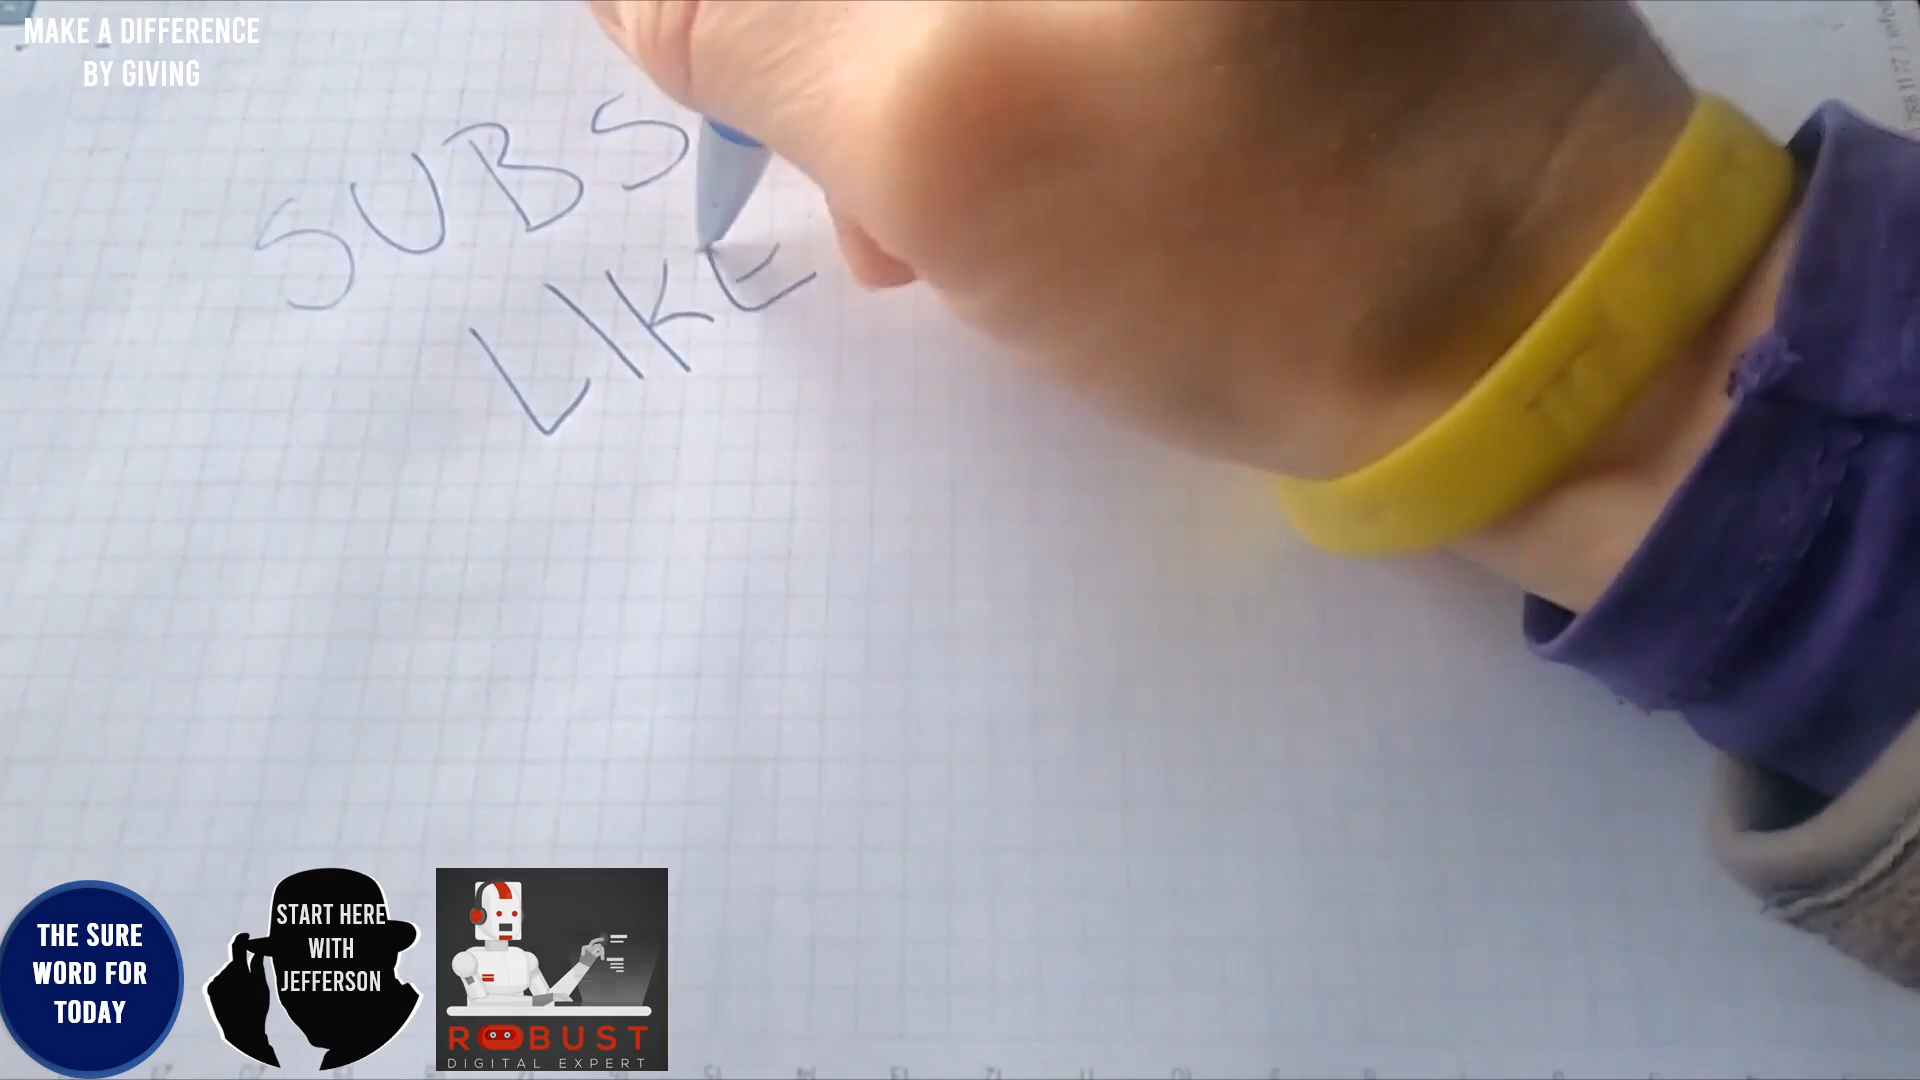 MAKE A DIFFERENCE
BY GIVING
SUBS
LIKE
THE SURE
WORD FOR
TODAY
START HERE
WITH
JEFFERSON
ROBUST
DIGITAL EXPERT